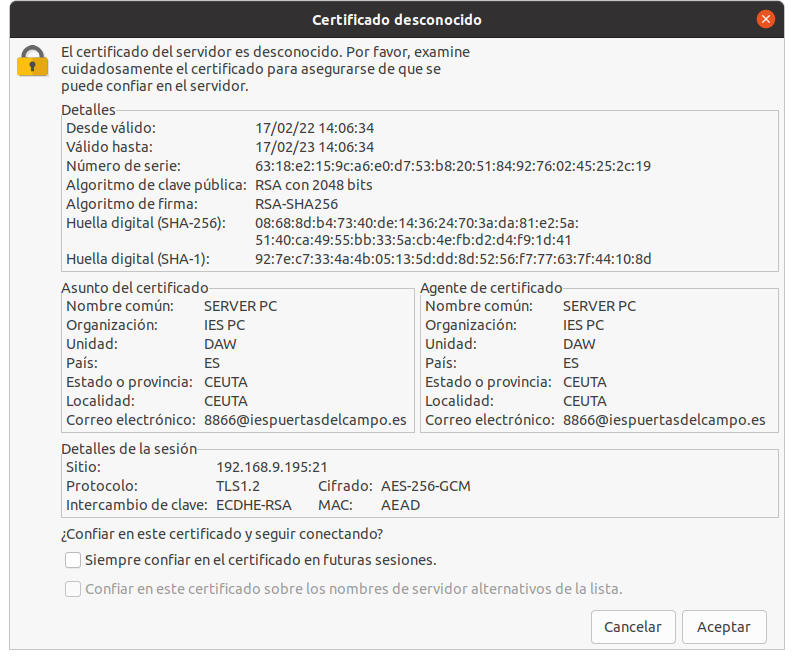 Certificado desconocido
El certificado del servidor es desconocido. Por favor, examine
cuidadosamente el certificado para asegurarse de que se
puede confiar en el servidor.
Detalles
Desde válido: 17/02/22 14:06:34
Válido hasta: 17/02/23 14:06:34
Número de serie: 63:18:e2:15:9c:a6:e0:d7:53:b8:20:51:84:92:76:02:45:25:2c:19
Algoritmo de clave pública: RSA con 2048 bits
Algoritmo de firma: RSA-SHA256
Huella digital (SHA-256): 08:68:8d:b4:73:40:de:14:36:24:70:3a:da:81:e2:5a:
51:40:ca:49:55:bb:33:5a:cb:4e:fb:d2:d4:f9:1d:41
Huella digital (SHA-1): 92:7e:c7:33:4a:4b:05:13:5d:dd:8d:52:56:f7:77:63:7f:44:10:8d
Asunto del certificado
Nombre común: SERVER PC
Organización: IES PC
Unidad: DAW
País: ES
Estado o provincia: CEUTA
Localidad: CEUTA
Correo electrónico: 8866@iespuertasdelcampo.es
Agente de certificado
Nombre común: SERVER PC
Organización: IES PC
Unidad: DAW
País: ES
Estado o provincia: CEUTA
Localidad: CEUTA
Correo electrónico: 8866@iespuertasdelcampo.es
Detalles de la sesión
Sitio: 192.168.9.195:21
Protocolo: TLS1.2 Cifrado: AES-256-GCM
Intercambio de clave: ECDHE-RSA MAC: AEAD
¿Confiar en este certificado y seguir conectando?
Siempre confiar en el certificado en futuras sesiones.
Confiar en este certificado sobre los nombres de servidor alternativos de la lista.
Cancelar Aceptar